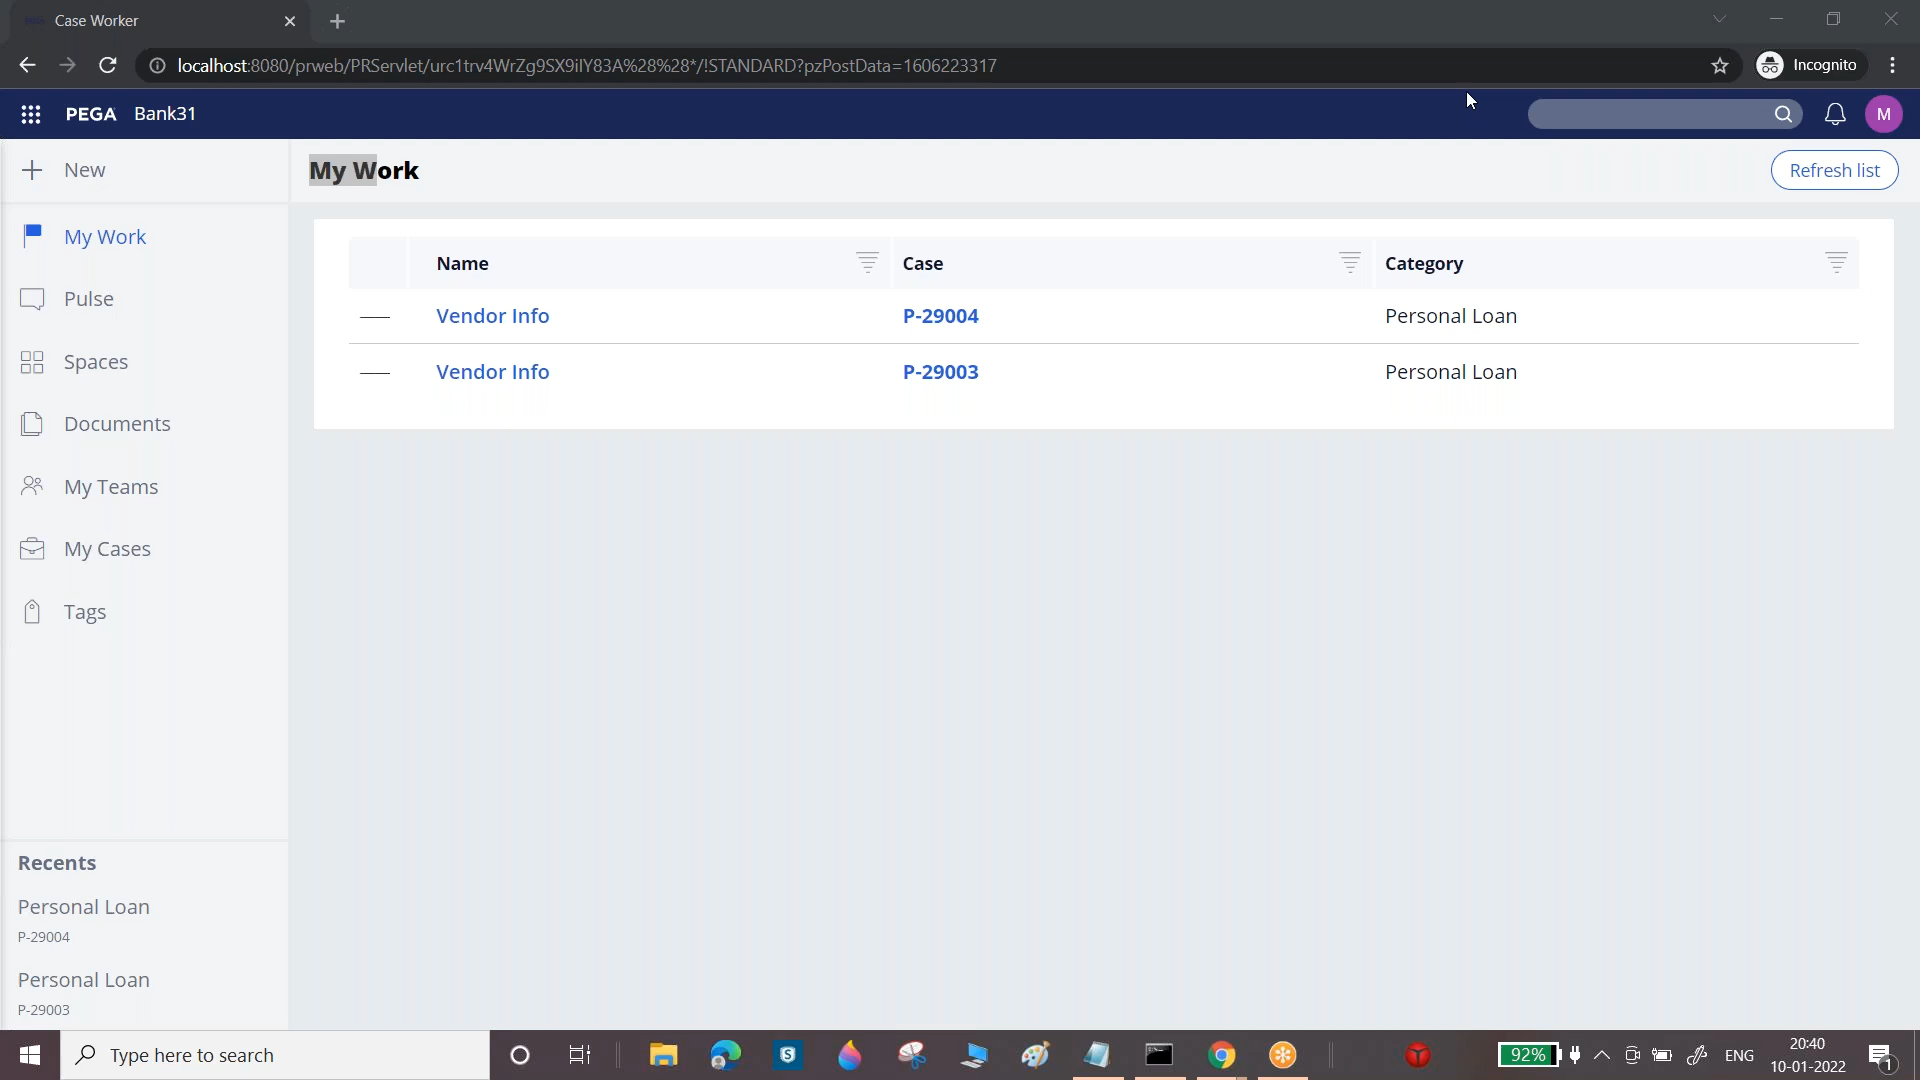 Case Worker
localhost:8080/prweb/PRServlet/urc1trv4WrZg9SX9iIY83A%28%28*/!STANDARD?pzPostData=1606223317
Incognito
PEGA Bank31
M
New
My Work
Refresh list
My Work
Pulse
Spaces
Documents
My Teams
My Cases
Tags
Name Case Category
Vendor Info P-29004 Personal Loan
Vendor Info P-29003 Personal Loan
Recents
Personal Loan
P-29004
Personal Loan
P-29003
Type here to search
92%
ENG
20:40
10-01-2022
1